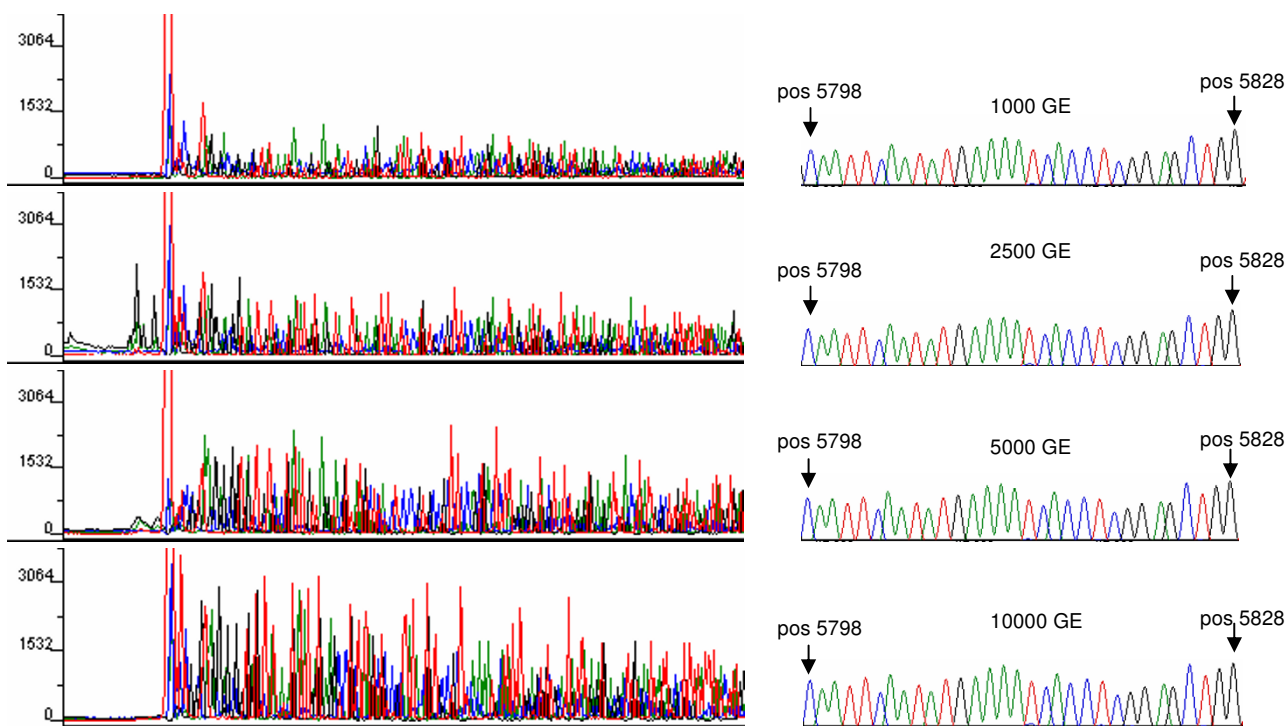 3064
1532
0
pos 5798
1000 GE
pos 5828
3064
1532
0
pos 5798
2500 GE
pos 5828
3064
1532
0
pos 5798
5000 GE
pos 5828
3064
1532
0
pos 5798
10000 GE
pos 5828